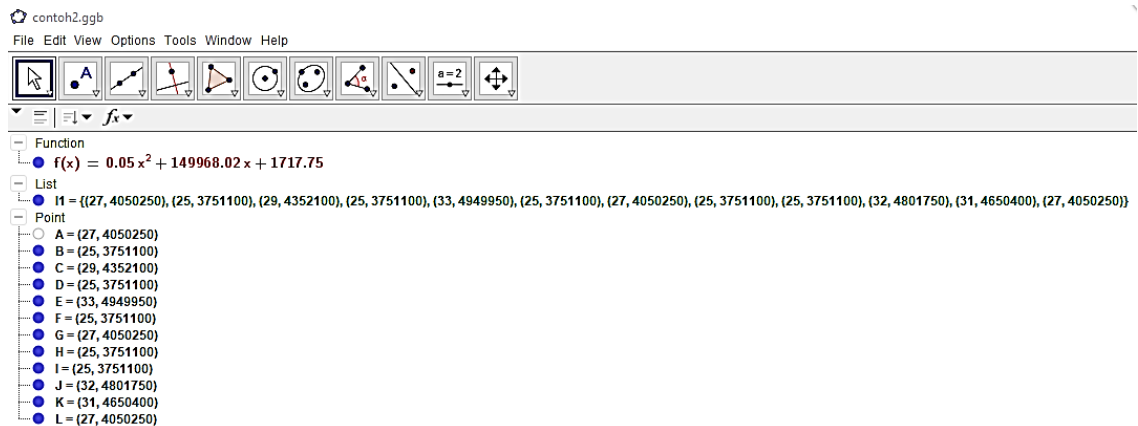 contoh2.ggb
File Edit View Options Tools Window Help
A α a=2
fx
Function
f(x) = 0.05 x² + 149968.02 x + 1717.75
List
l1 = {(27, 4050250), (25, 3751100), (29, 4352100), (25, 3751100), (33, 4949950), (25, 3751100), (27, 4050250), (25, 3751100), (25, 3751100), (32, 4801750), (31, 4650400), (27, 4050250)}
Point
A = (27, 4050250)
B = (25, 3751100)
C = (29, 4352100)
D = (25, 3751100)
E = (33, 4949950)
F = (25, 3751100)
G = (27, 4050250)
H = (25, 3751100)
I = (25, 3751100)
J = (32, 4801750)
K = (31, 4650400)
L = (27, 4050250)